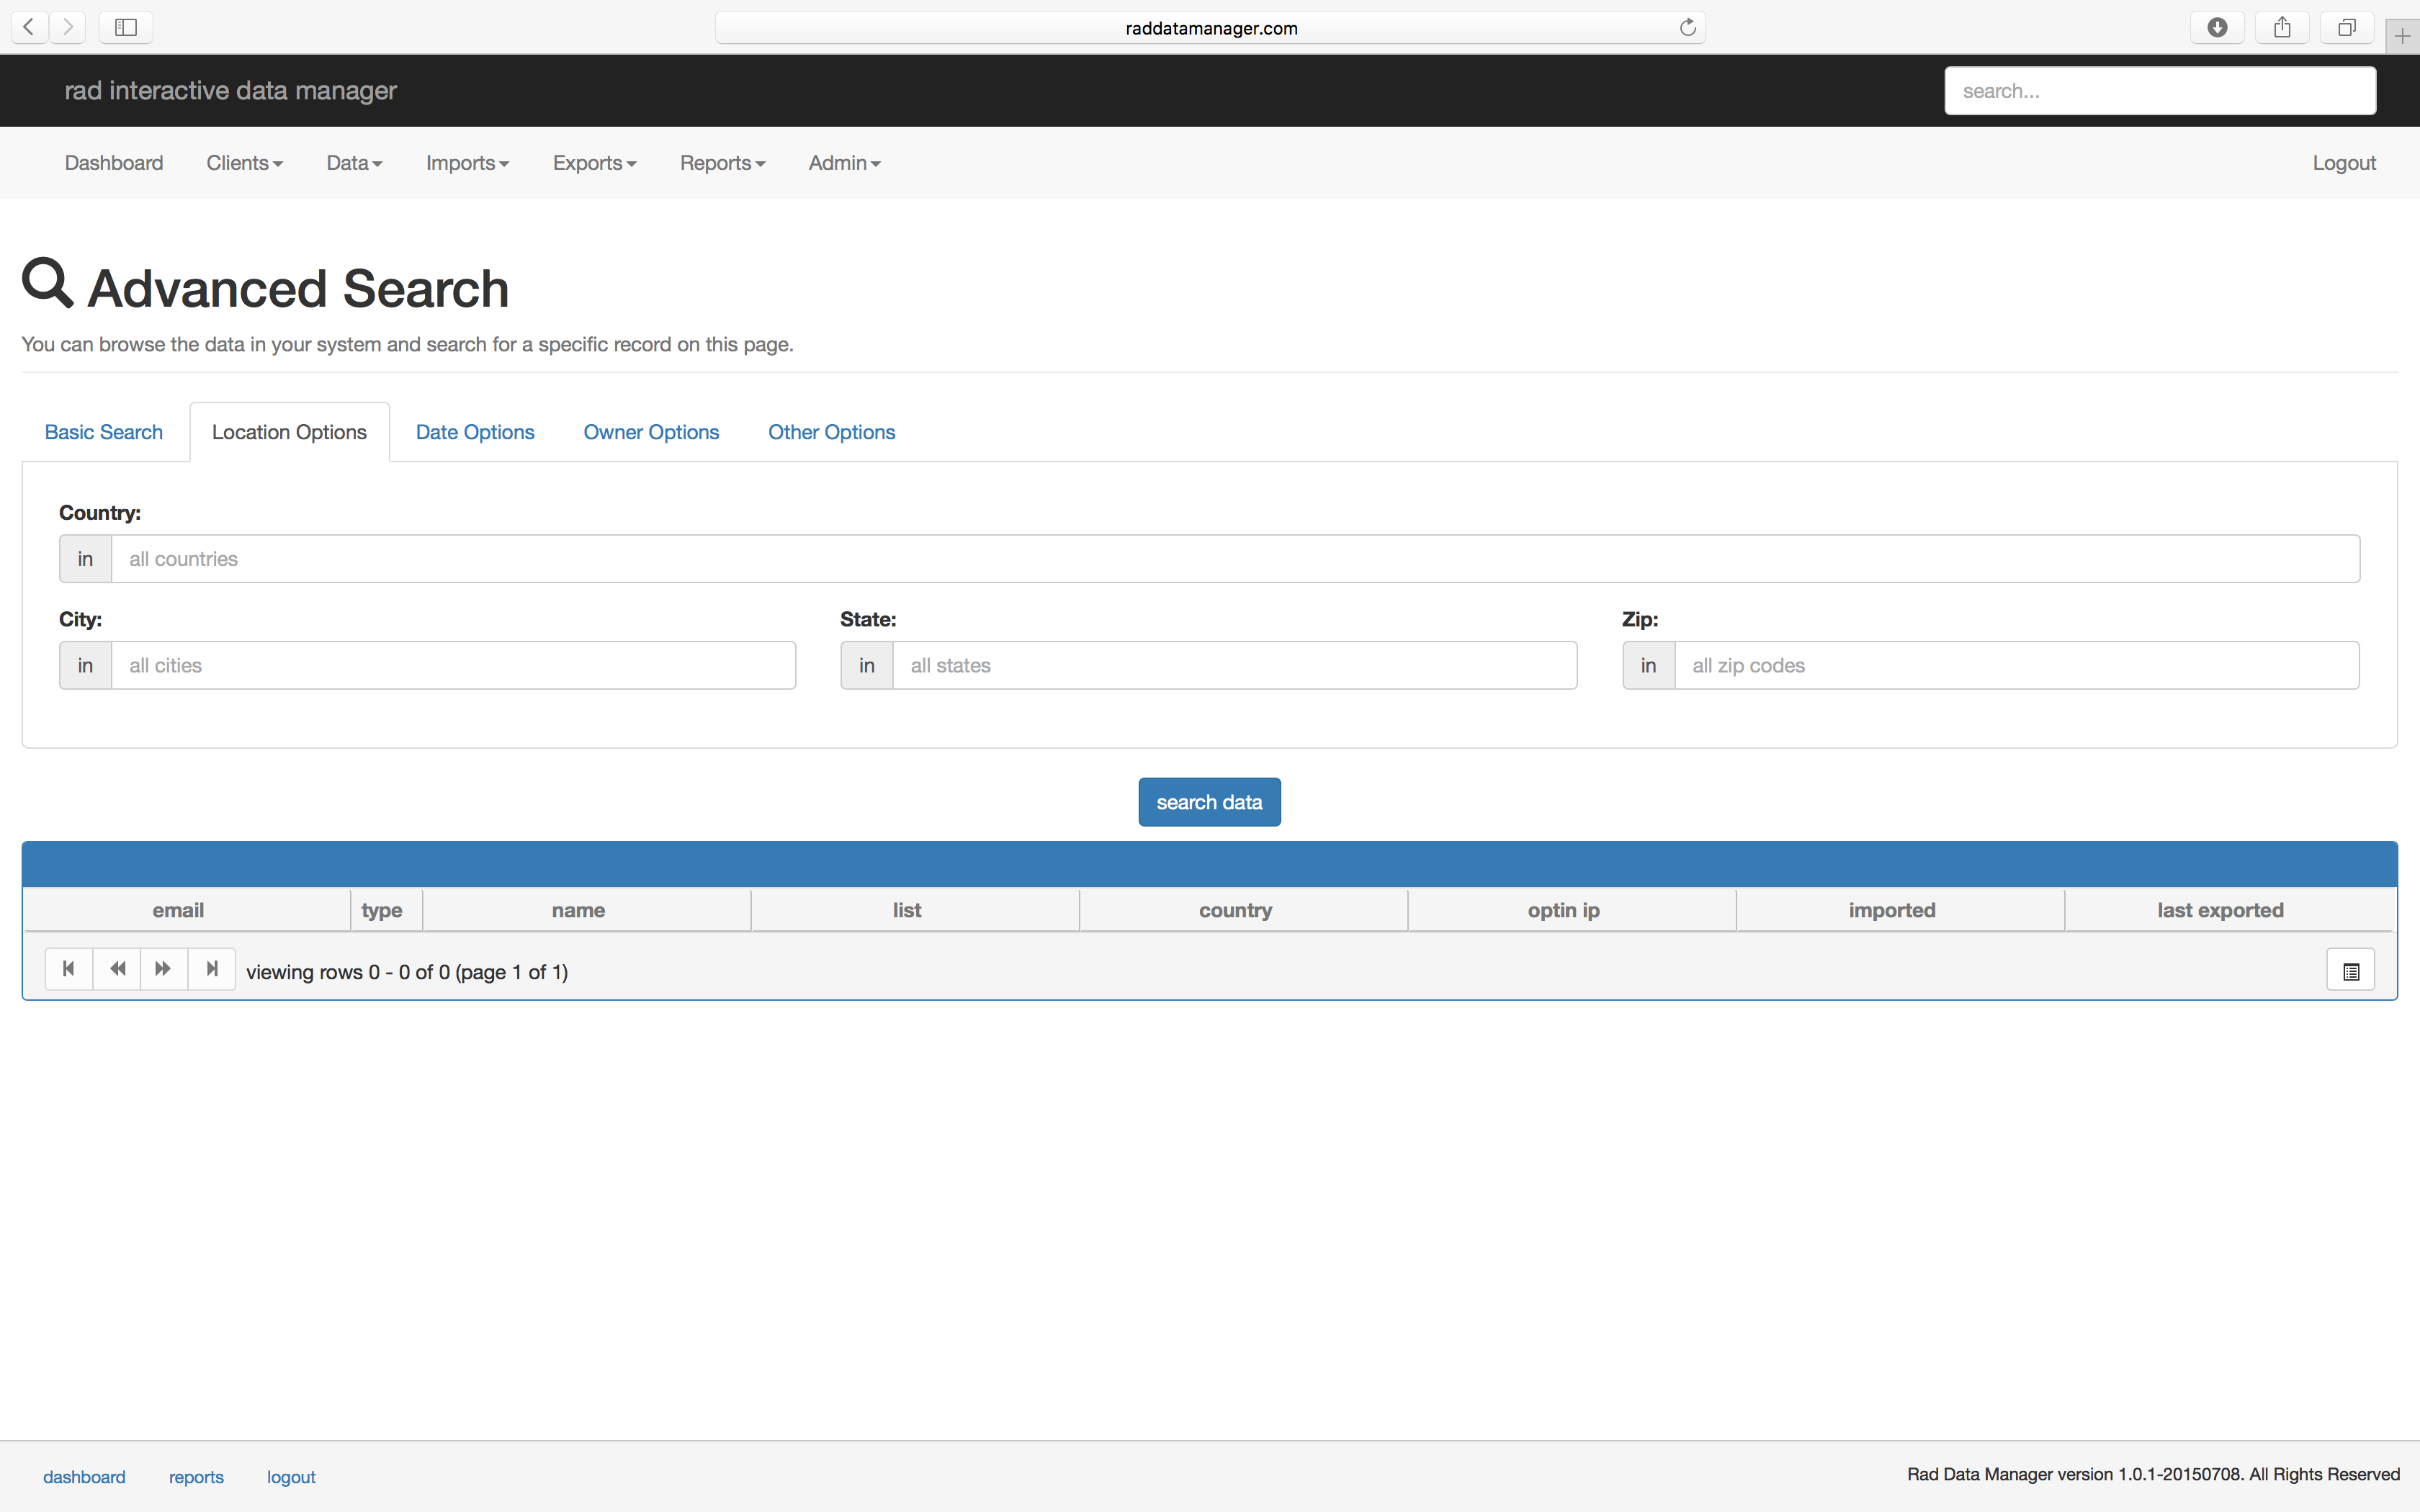 raddatamanager.com
rad interactive data manager
search...
Dashboard Clients Data Imports Exports Reports Admin Logout
Advanced Search
You can browse the data in your system and search for a specific record on this page.
Basic Search Location Options Date Options Owner Options Other Options
Country:
in all countries
City: State: Zip:
in all cities in all states in all zip codes
search data
email type name list country optin ip imported last exported
viewing rows 0 - 0 of 0 (page 1 of 1)
dashboard reports logout
Rad Data Manager version 1.0.1-20150708. All Rights Reserved